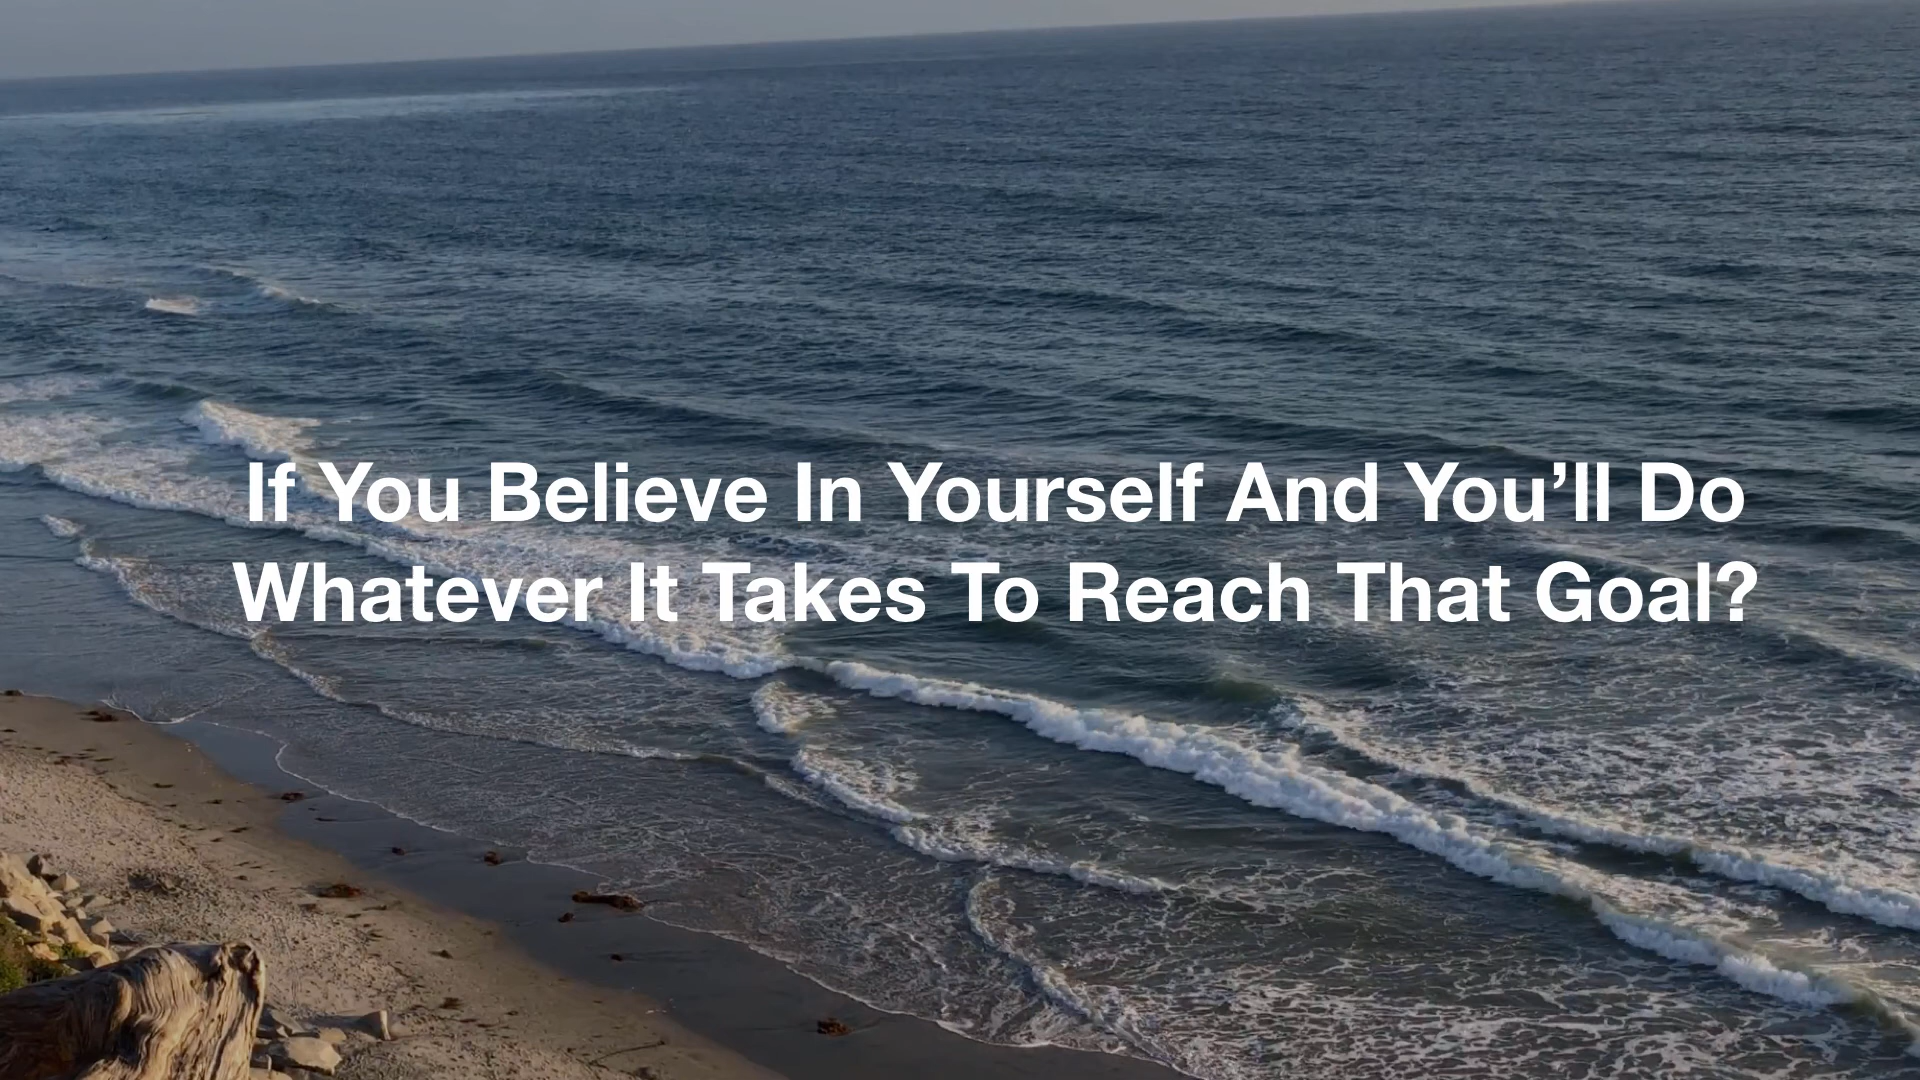 If You Believe In Yourself And You’ll Do
Whatever It Takes To Reach That Goal?